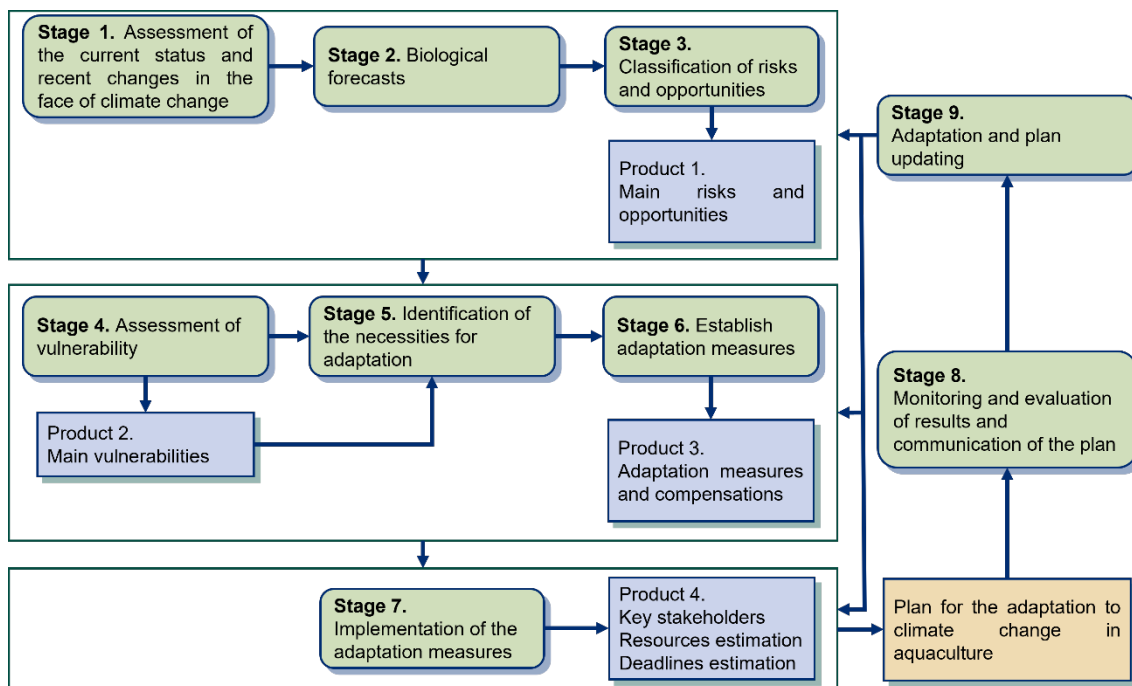 Stage 1. Assessment of
the current status and
recent changes in the
face of climate change
Stage 2. Biological
forecasts
Stage 3.
Classification of risks
and opportunities
Product 1.
Main risks and
opportunities
Stage 4. Assessment of
vulnerability
Stage 5. Identification of
the necessities for
adaptation
Stage 6. Establish
adaptation measures
Product 2.
Main vulnerabilities
Product 3.
Adaptation measures
and compensations
Stage 7.
Implementation of the
adaptation measures
Product 4.
Key stakeholders
Resources estimation
Deadlines estimation
Plan for the adaptation to
climate change in
aquaculture
Stage 8.
Monitoring and evaluation
of results and
communication of the plan
Stage 9.
Adaptation and plan
updating